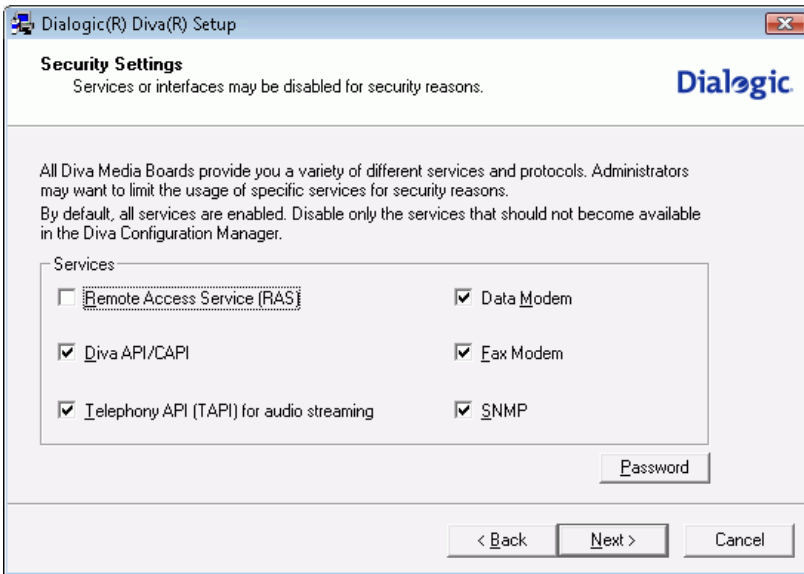 Dialogic(R) Diva(R) Setup
Security Settings
Services or interfaces may be disabled for security reasons.
Dialogic.
All Diva Media Boards provide you a variety of different services and protocols. Administrators
may want to limit the usage of specific services for security reasons.
By default, all services are enabled. Disable only the services that should not become available
in the Diva Configuration Manager.
Services
Remote Access Service (RAS)
Data Modem
Diva API/CAPI
Fax Modem
Telephony API (TAPI) for audio streaming
SNMP
Password
< Back
Next >
Cancel